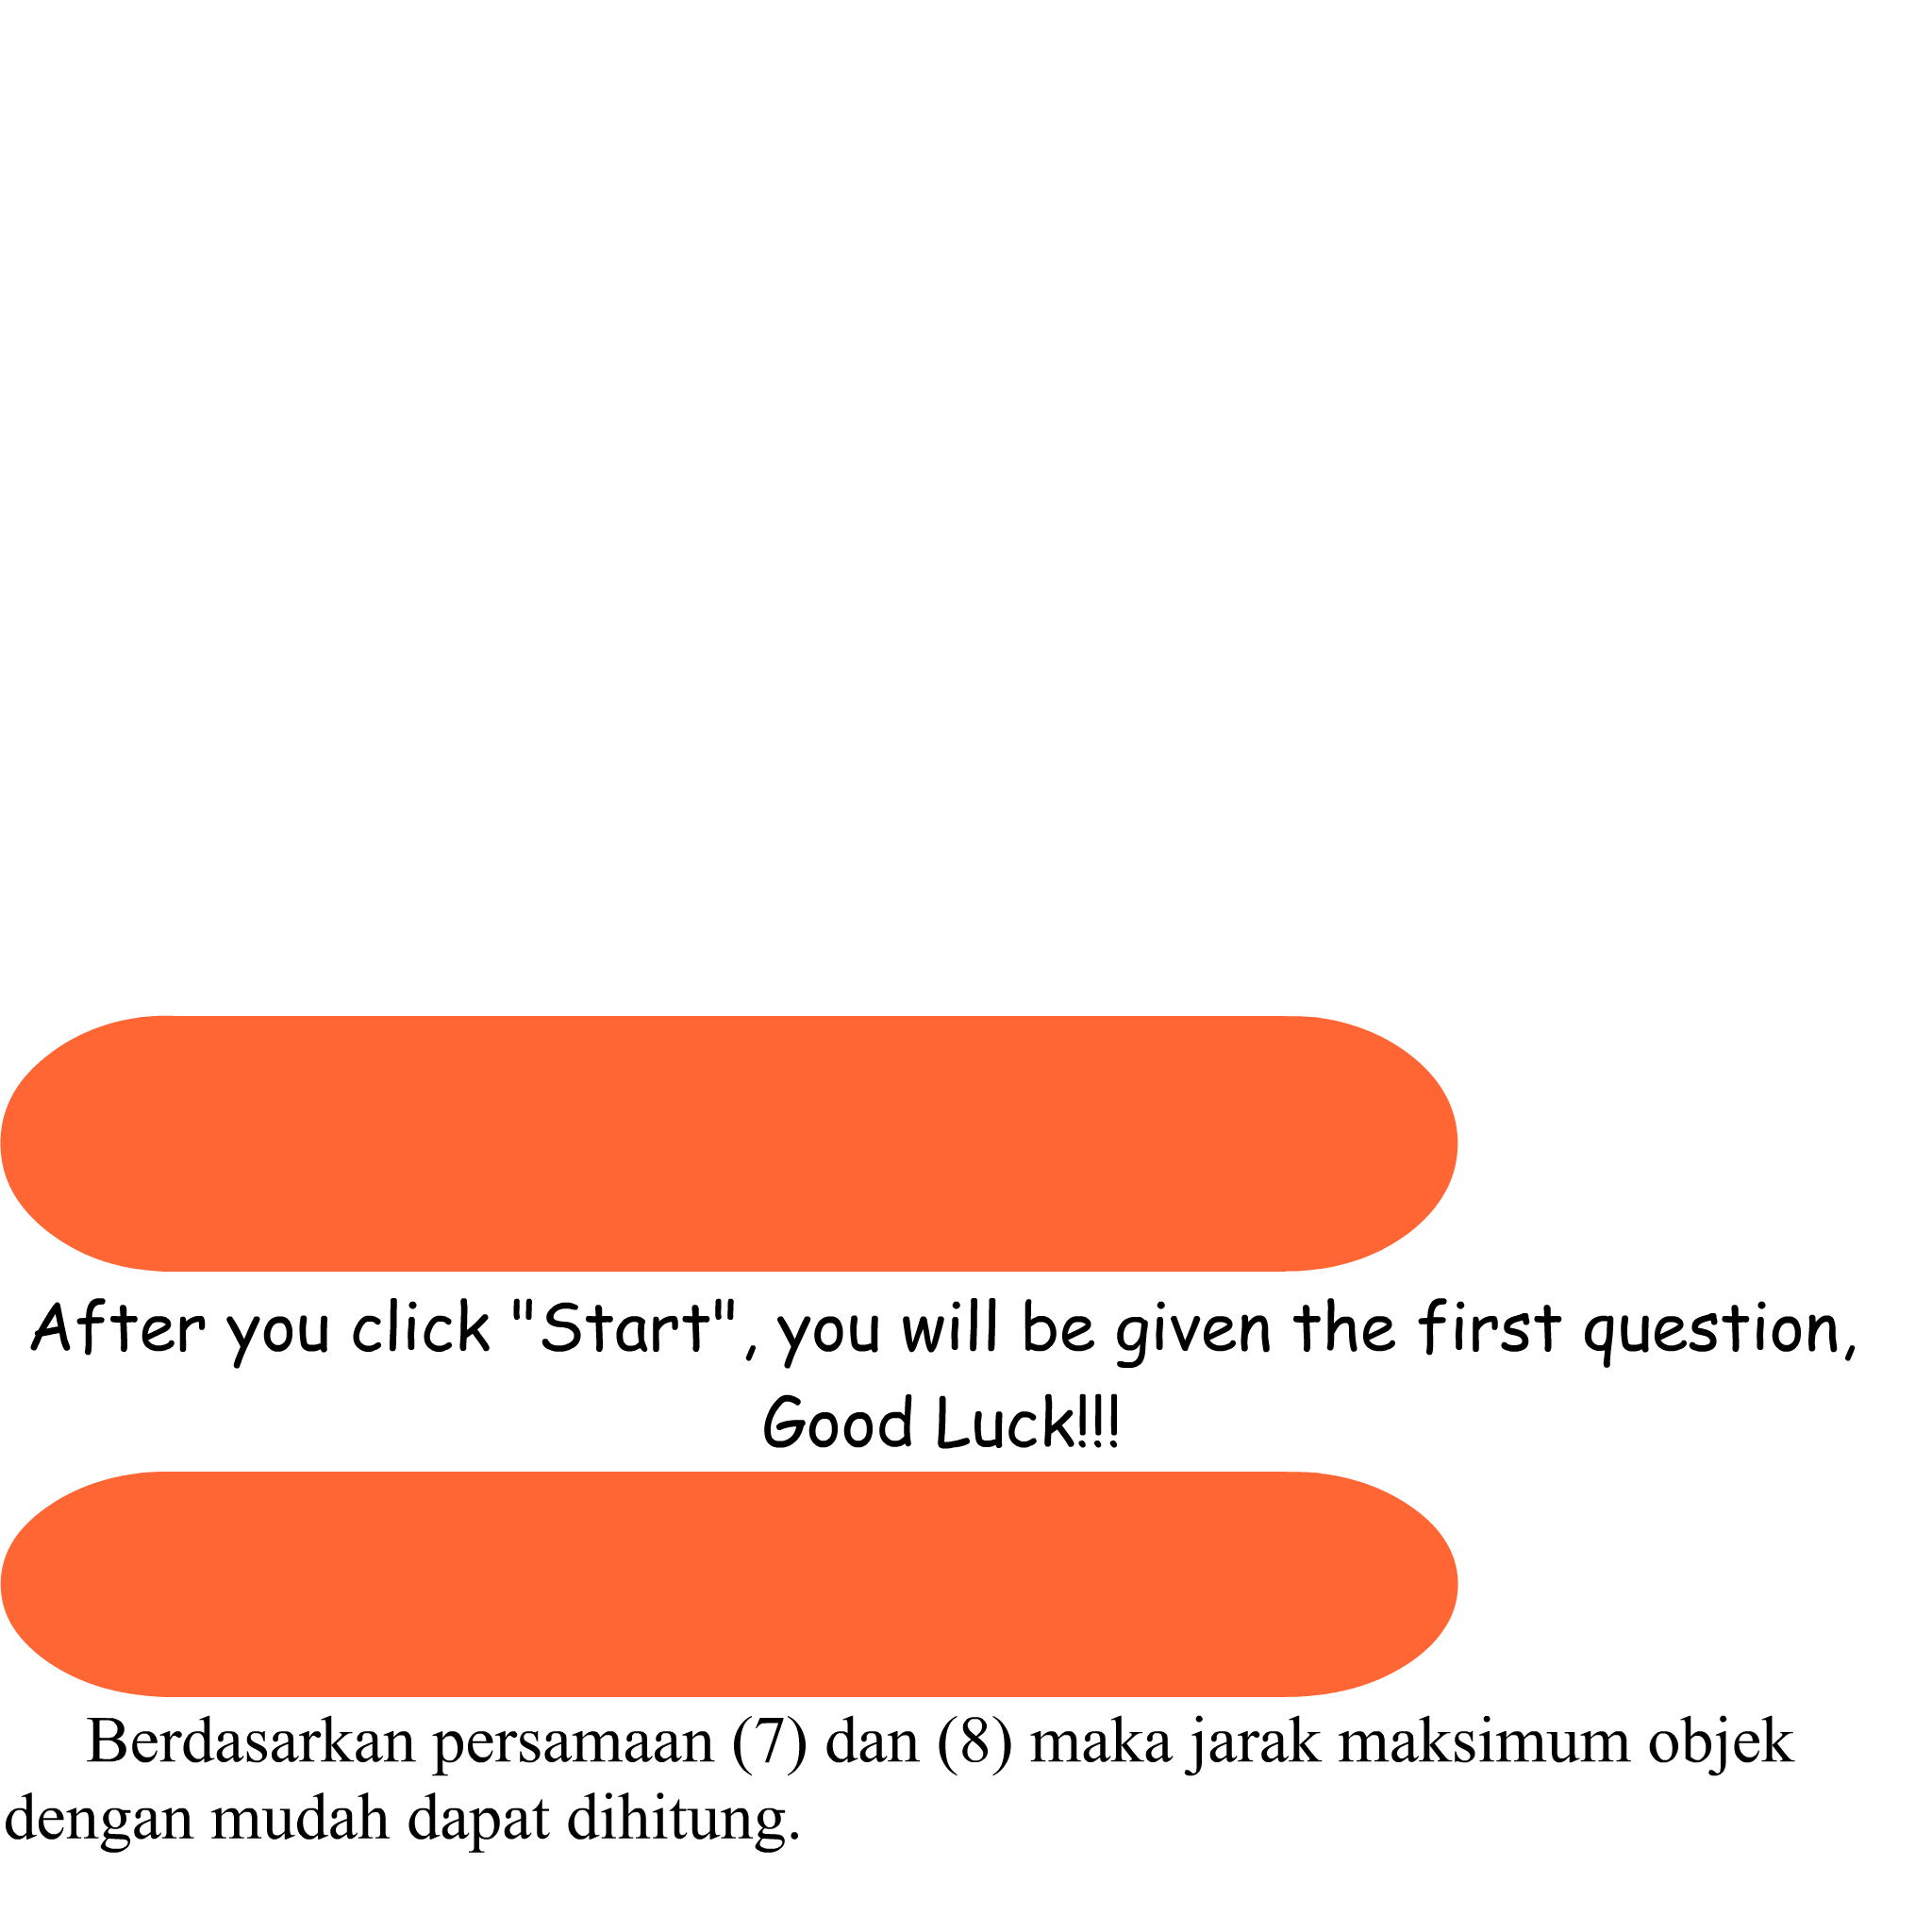 After you click "Start" , you will be given the first question,
Good Luck!!!
Berdasarkan persamaan (7) dan (8) maka jarak maksimum objek
dengan mudah dapat dihitung.